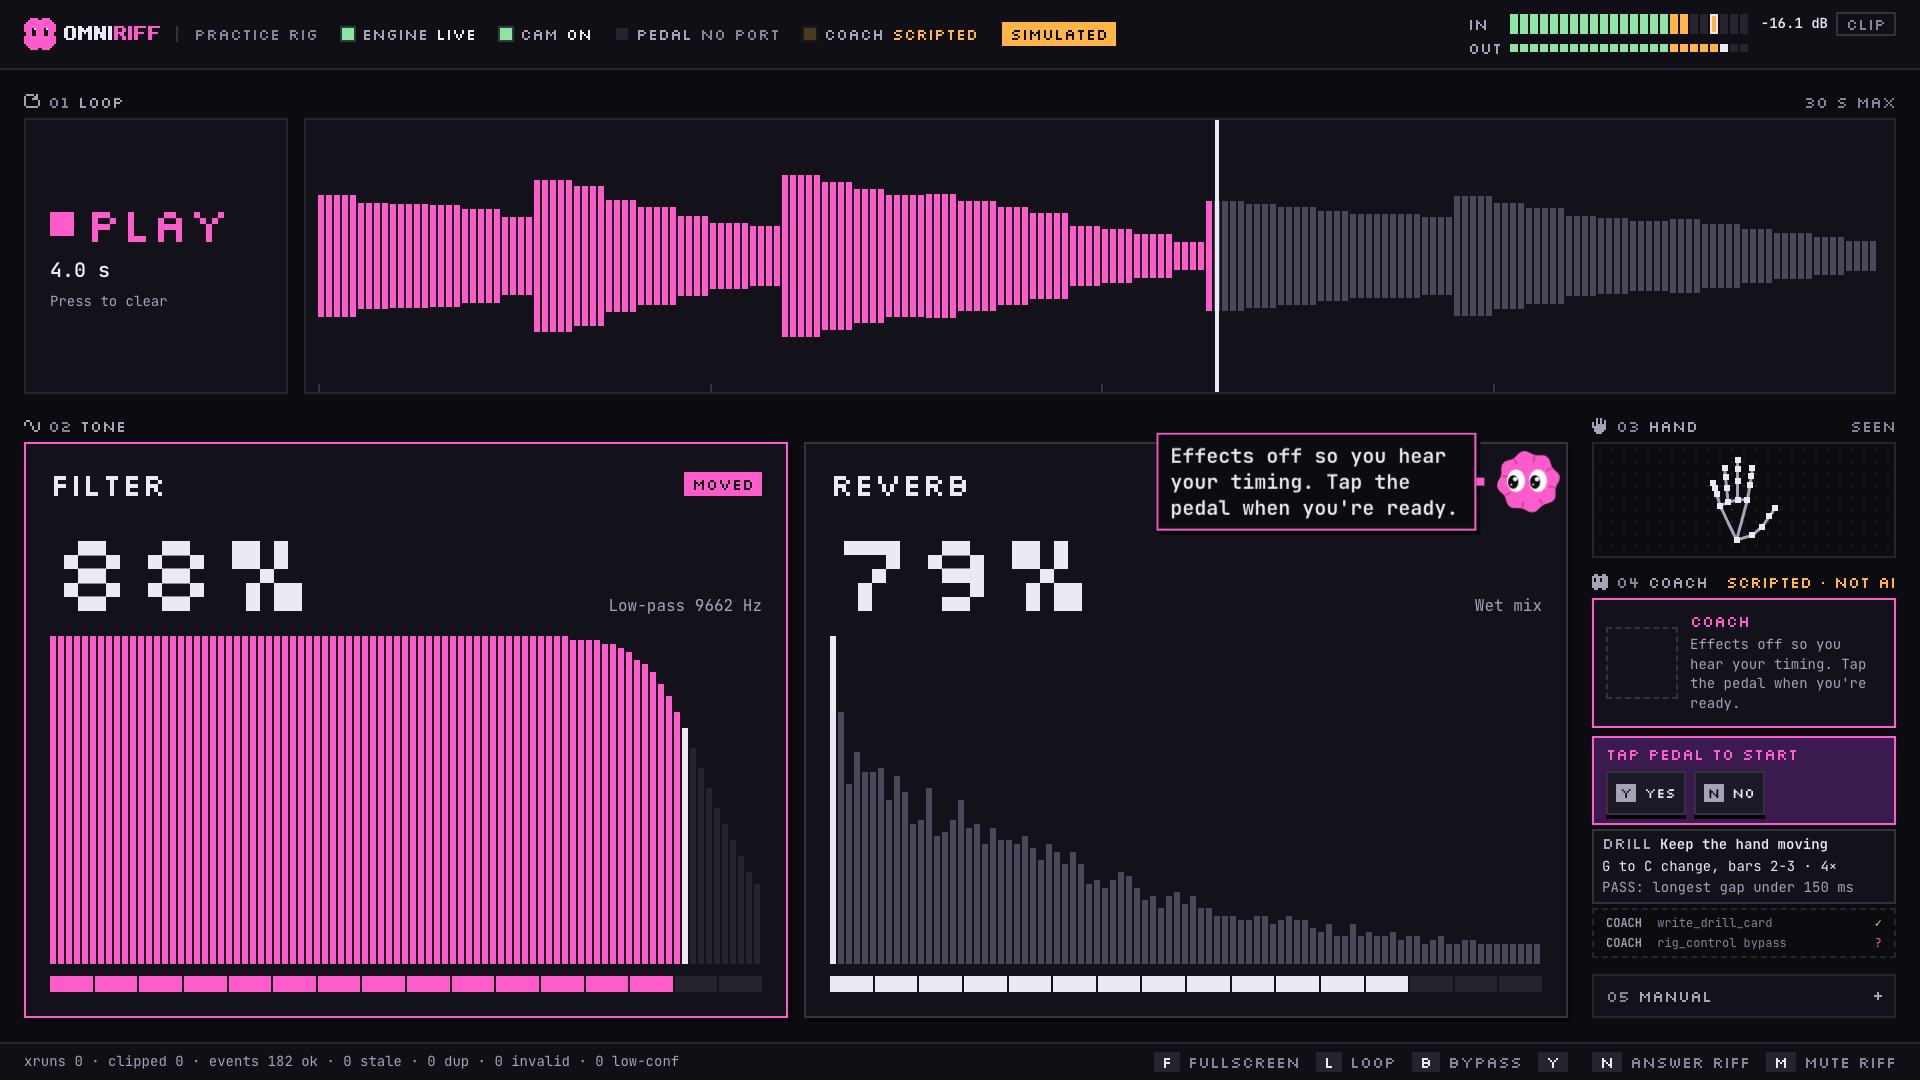 OMNIRIFF
PRACTICE RIG
ENGINE LIVE
CAM ON
PEDAL NO PORT
COACH SCRIPTED
SIMULATED
IN
-16.1 dB
CLIP
OUT
01 LOOP
30 S MAX
PLAY
4.0 s
Press to clear
02 TONE
FILTER
MOVED
88%
Low-pass 9662 Hz
REVERB
79%
Wet mix
Effects off so you hear
your timing. Tap the
pedal when you're ready.
03 HAND
SEEN
04 COACH
SCRIPTED · NOT AI
COACH
Effects off so you
hear your timing. Tap
the pedal when you're
ready.
TAP PEDAL TO START
Y YES
N NO
DRILL Keep the hand moving
G to C change, bars 2-3 · 4×
PASS: longest gap under 150 ms
COACH write_drill_card ✓
COACH rig_control bypass ?
05 MANUAL +
xruns 0 · clipped 0 · events 182 ok · 0 stale · 0 dup · 0 invalid · 0 low-conf
F FULLSCREEN
L LOOP
B BYPASS
Y
N ANSWER RIFF
M MUTE RIFF